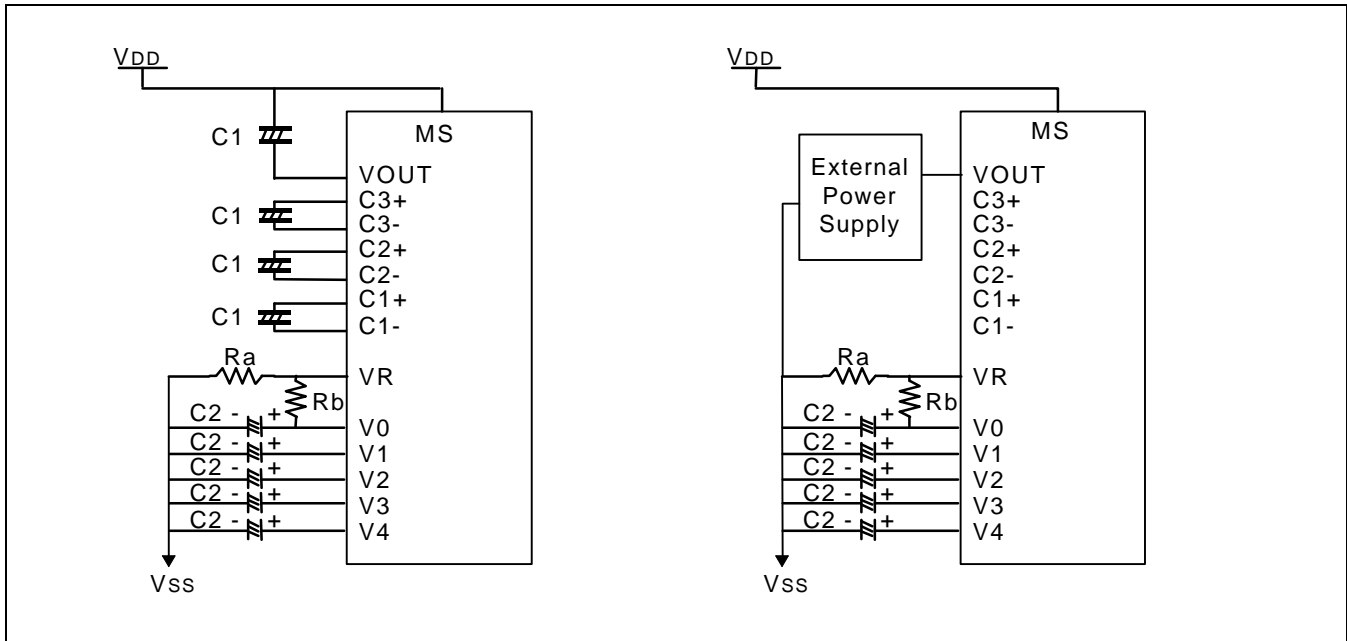 VDD
MS
C1
VOUT
C3+
C1
C3-
C2+
C1
C2-
C1+
C1
C1-
Ra
VR
Rb
C2 - +
V0
C2 - +
V1
C2 - +
V2
C2 - +
V3
C2 - +
V4
VSS
VDD
MS
External
Power
Supply
VOUT
C3+
C3-
C2+
C2-
C1+
C1-
Ra
VR
Rb
C2 - +
V0
C2 - +
V1
C2 - +
V2
C2 - +
V3
C2 - +
V4
VSS